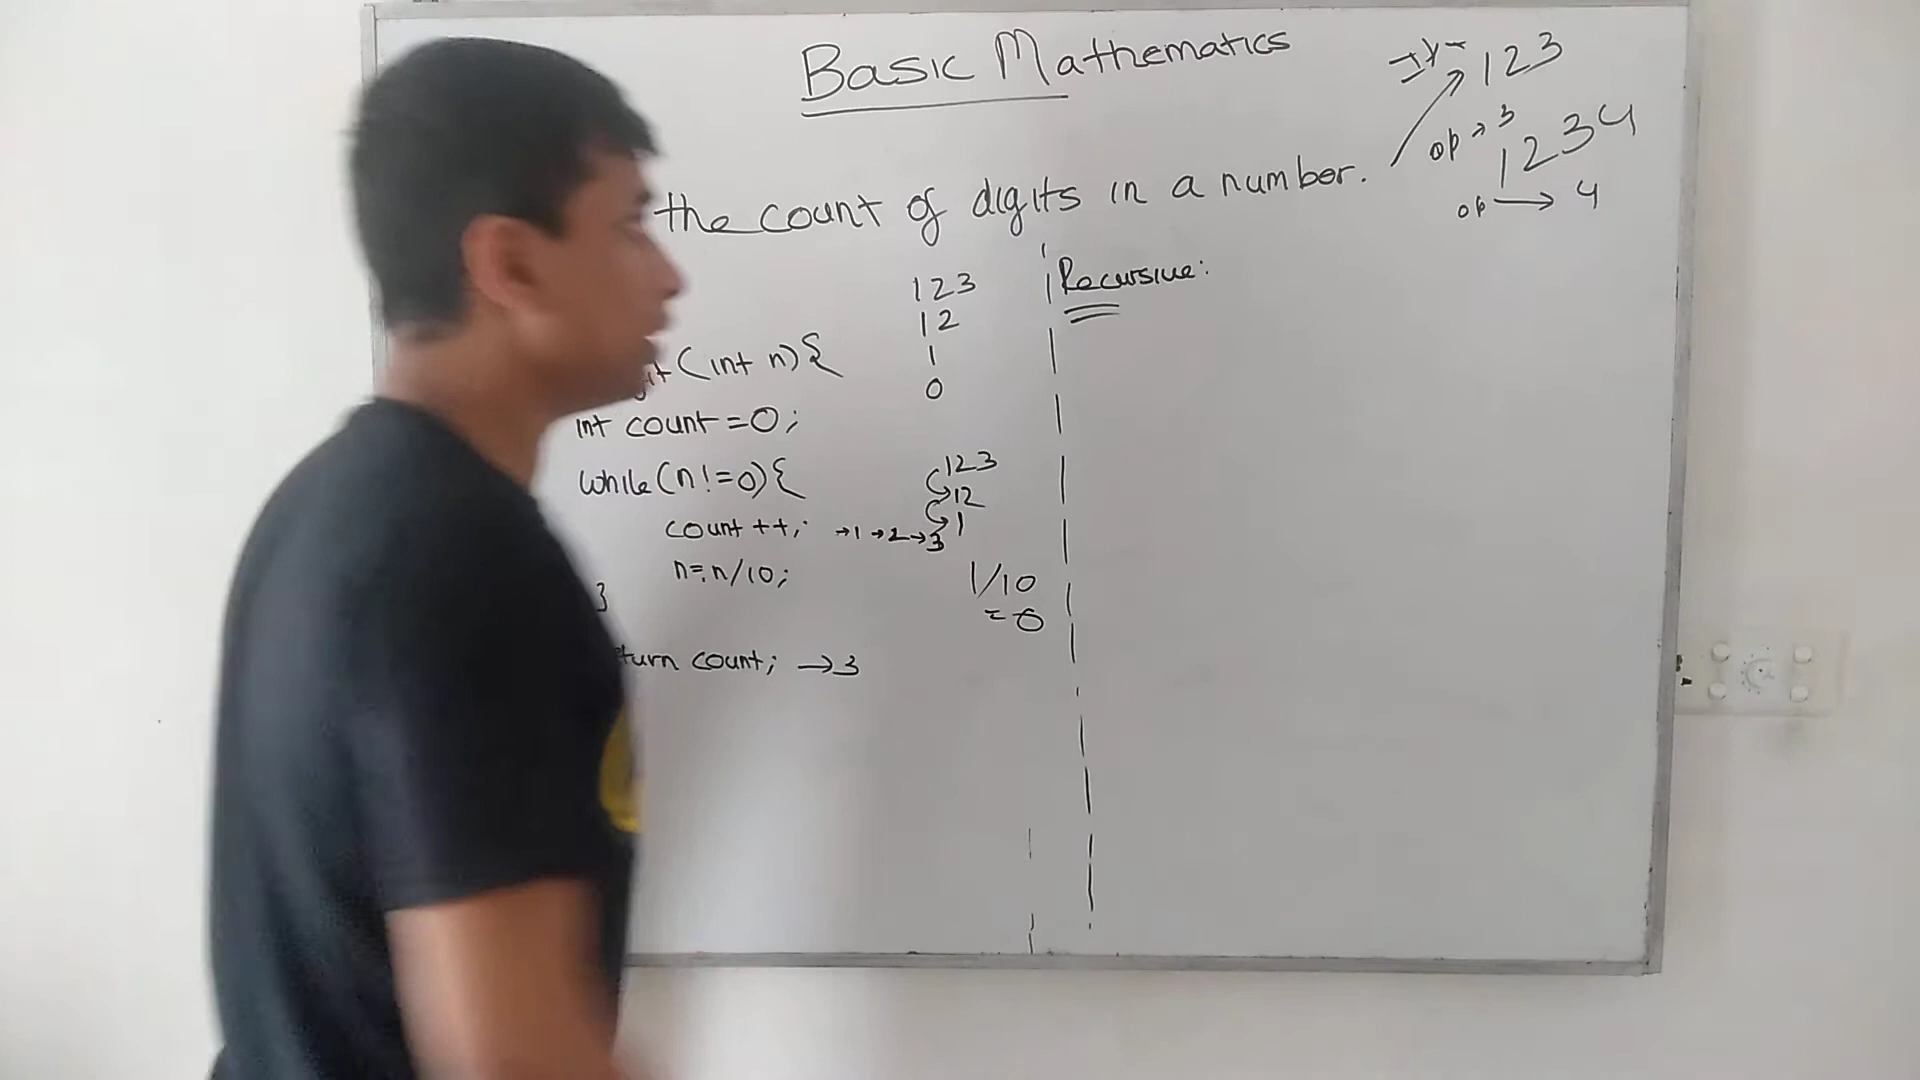 Basic Mathematics
the count of digits in a number.
I/P → 123
op → 3
1234
op → 4
123
12
1
0
(int n){
int count = 0;
while(n!=0){
count ++; →1→2→3
n = n/10;
}
count; →3
123
12
1
1/10
= 0
Recursive: